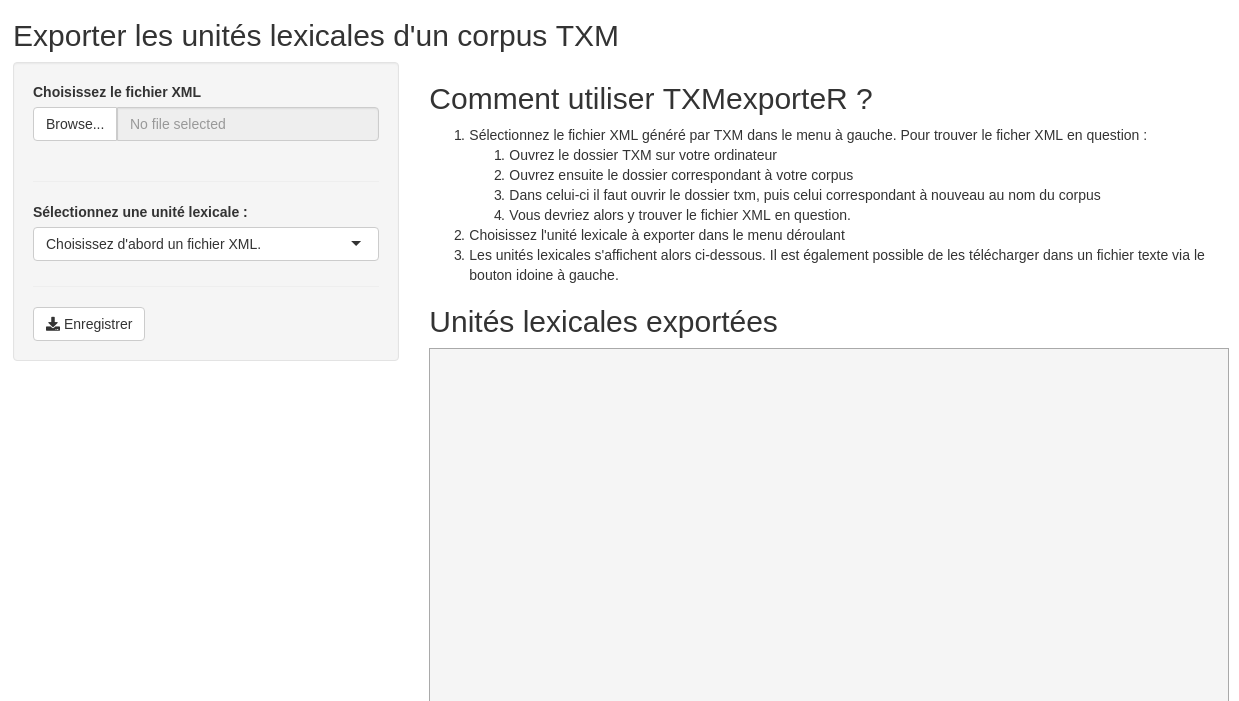 Exporter les unités lexicales d'un corpus TXM
Choisissez le fichier XML
Browse... No file selected
Sélectionnez une unité lexicale :
Choisissez d'abord un fichier XML.
Enregistrer
Comment utiliser TXMexporteR ?
1. Sélectionnez le fichier XML généré par TXM dans le menu à gauche. Pour trouver le ficher XML en question :
1. Ouvrez le dossier TXM sur votre ordinateur
2. Ouvrez ensuite le dossier correspondant à votre corpus
3. Dans celui-ci il faut ouvrir le dossier txm, puis celui correspondant à nouveau au nom du corpus
4. Vous devriez alors y trouver le fichier XML en question.
2. Choisissez l'unité lexicale à exporter dans le menu déroulant
3. Les unités lexicales s'affichent alors ci-dessous. Il est également possible de les télécharger dans un fichier texte via le
bouton idoine à gauche.
Unités lexicales exportées